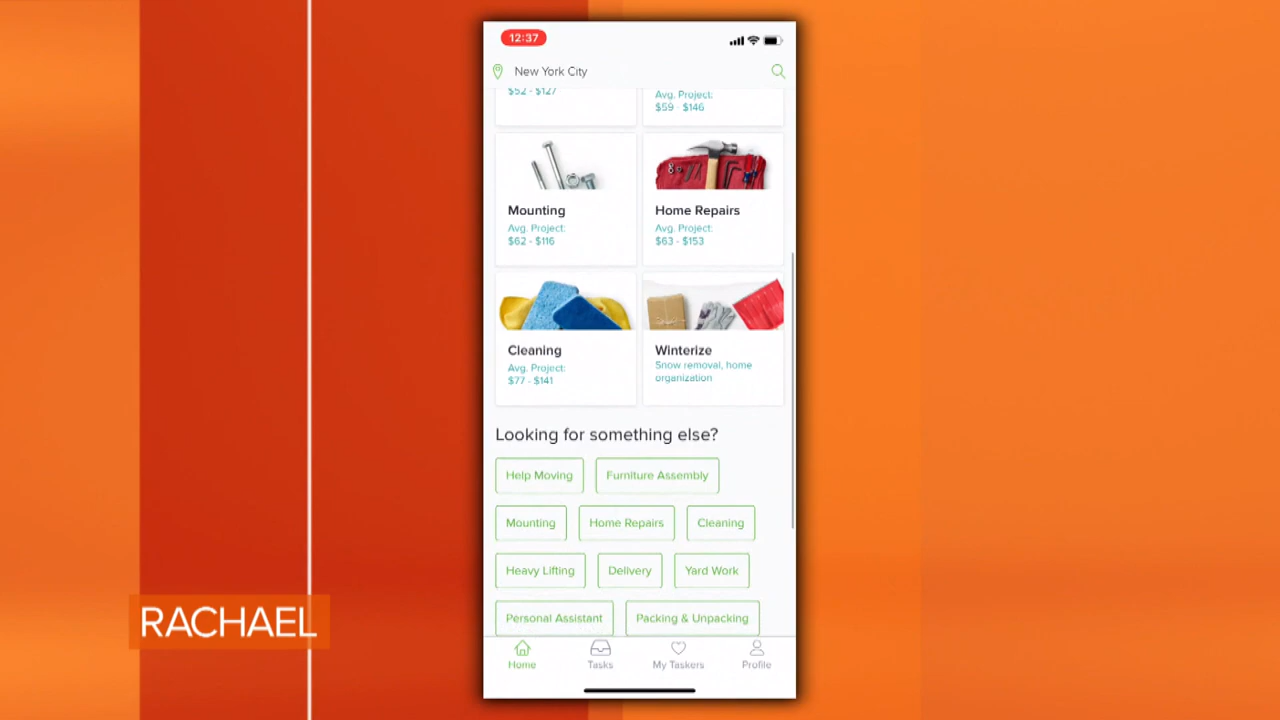 12:37
New York City
$52 - $127
Avg. Project:
$59 - $146
Mounting
Avg. Project:
$62 - $116
Home Repairs
Avg. Project:
$63 - $153
Cleaning
Avg. Project:
$77 - $141
Winterize
Snow removal, home
organization
Looking for something else?
Help Moving
Furniture Assembly
Mounting
Home Repairs
Cleaning
Heavy Lifting
Delivery
Yard Work
Personal Assistant
Packing & Unpacking
Home
Tasks
My Taskers
Profile
RACHAEL